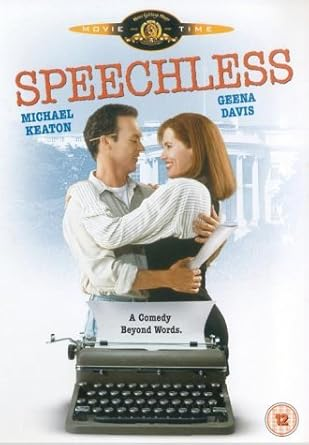 MOVIE TIME
SPEECHLESS
MICHAEL
KEATON
GEENA
DAVIS
A Comedy
Beyond Words.
12